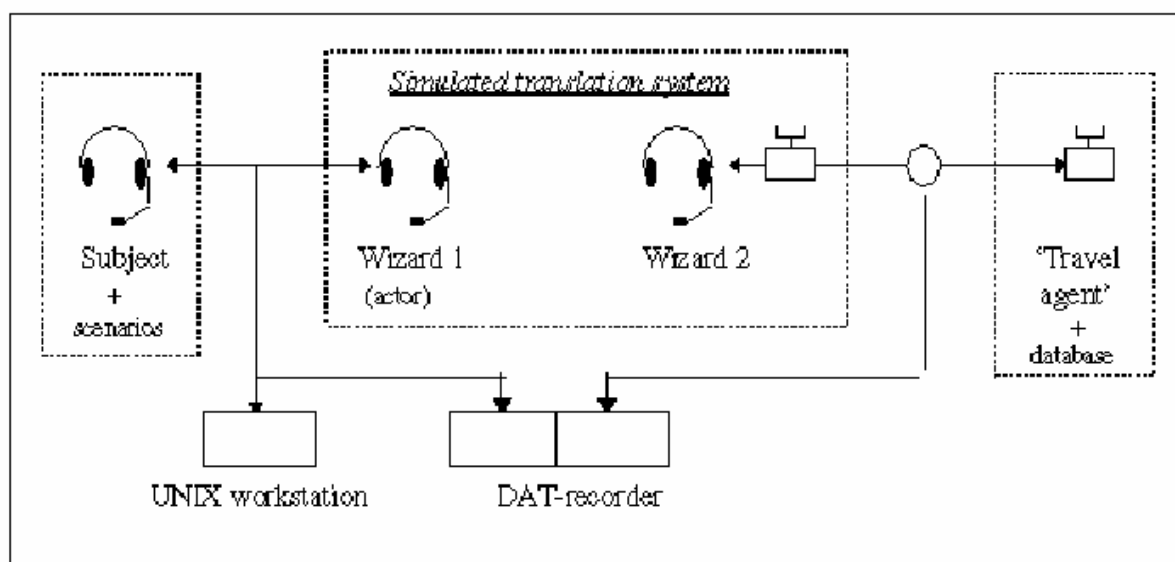 Simulated translation system
Subject
+
scenarios
Wizard 1
(actor)
Wizard 2
‘Travel
agent’
+
database
UNIX workstation
DAT-recorder